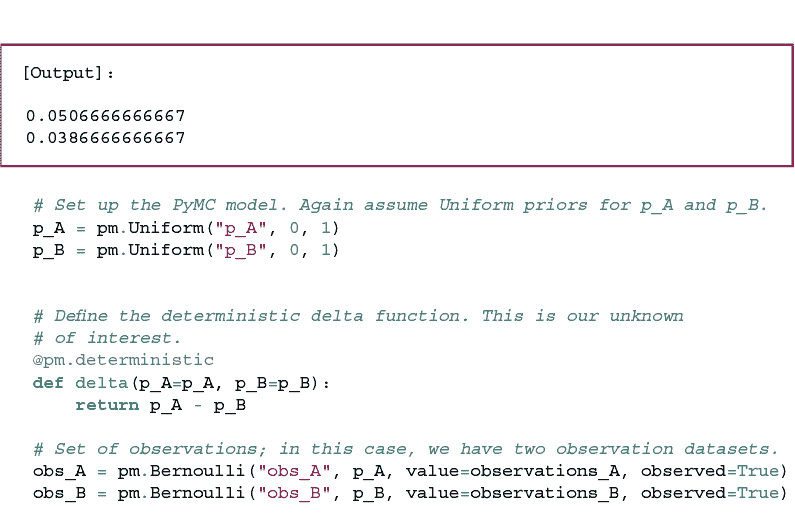 [Output]:
0.0506666666667
0.0386666666667
# Set up the PyMC model. Again assume Uniform priors for p_A and p_B.
p_A = pm.Uniform("p_A", 0, 1)
p_B = pm.Uniform("p_B", 0, 1)
# Define the deterministic delta function. This is our unknown
# of interest.
@pm.deterministic
def delta(p_A=p_A, p_B=p_B):
    return p_A - p_B
# Set of observations; in this case, we have two observation datasets.
obs_A = pm.Bernoulli("obs_A", p_A, value=observations_A, observed=True)
obs_B = pm.Bernoulli("obs_B", p_B, value=observations_B, observed=True)